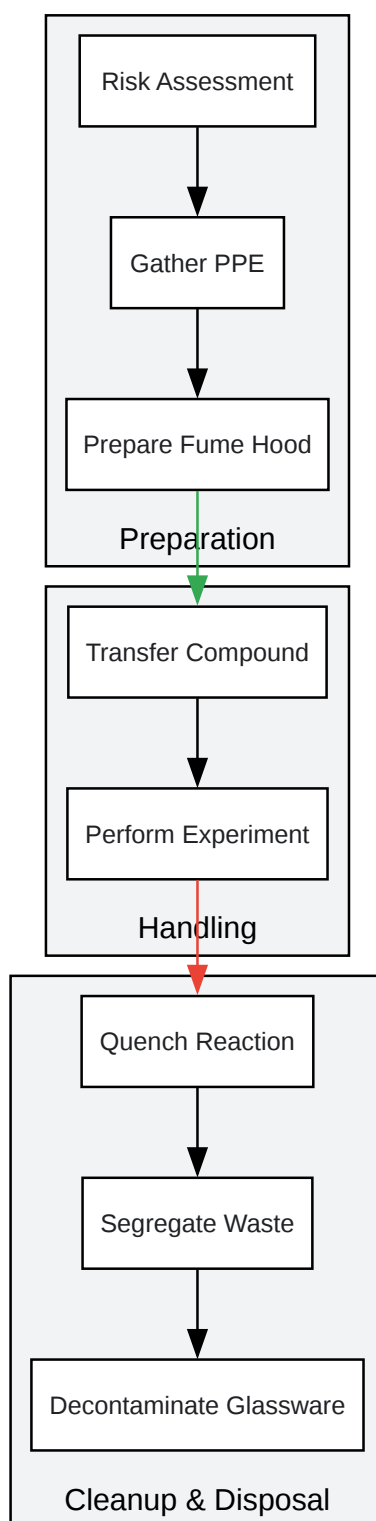 Risk Assessment
Gather PPE
Prepare Fume Hood
Preparation
Transfer Compound
Perform Experiment
Handling
Quench Reaction
Segregate Waste
Decontaminate Glassware
Cleanup & Disposal